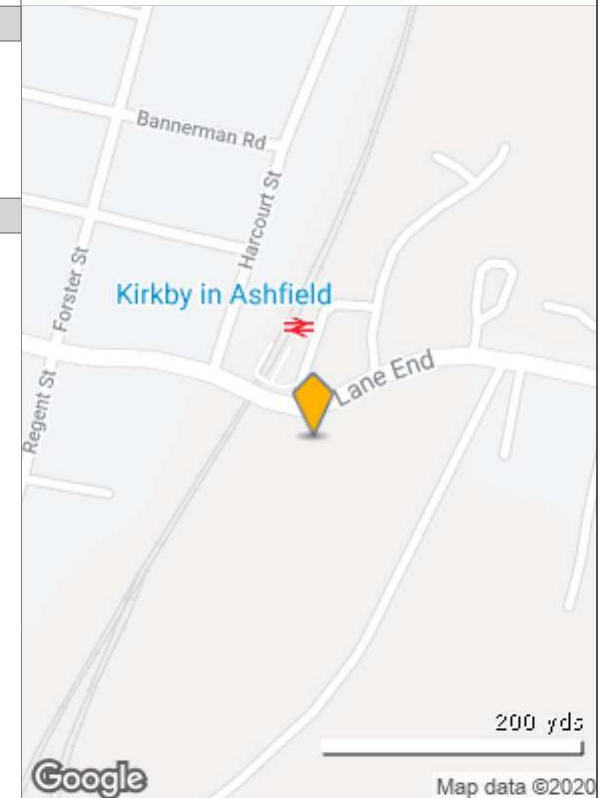 Bannerman Rd
Harcourt St
Forster St
Kirkby in Ashfield
Lane End
Regent St
200 yds
Google
Map data ©2020